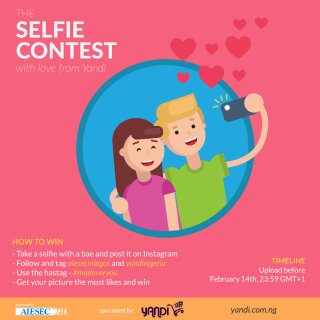 THE
SELFIE
CONTEST
with love from Yandi
HOW TO WIN
- Take a selfie with a bae and post it on Instagram
- Follow and tag aiesecinlagos and yandinigeria
- Use the hastag - #madoveryou
- Get your picture the most likes and win
TIMELINE
Upload before
February 14th, 23:59 GMT+1
AIESEC
sponsored by:
YANDI
yandi.com.ng